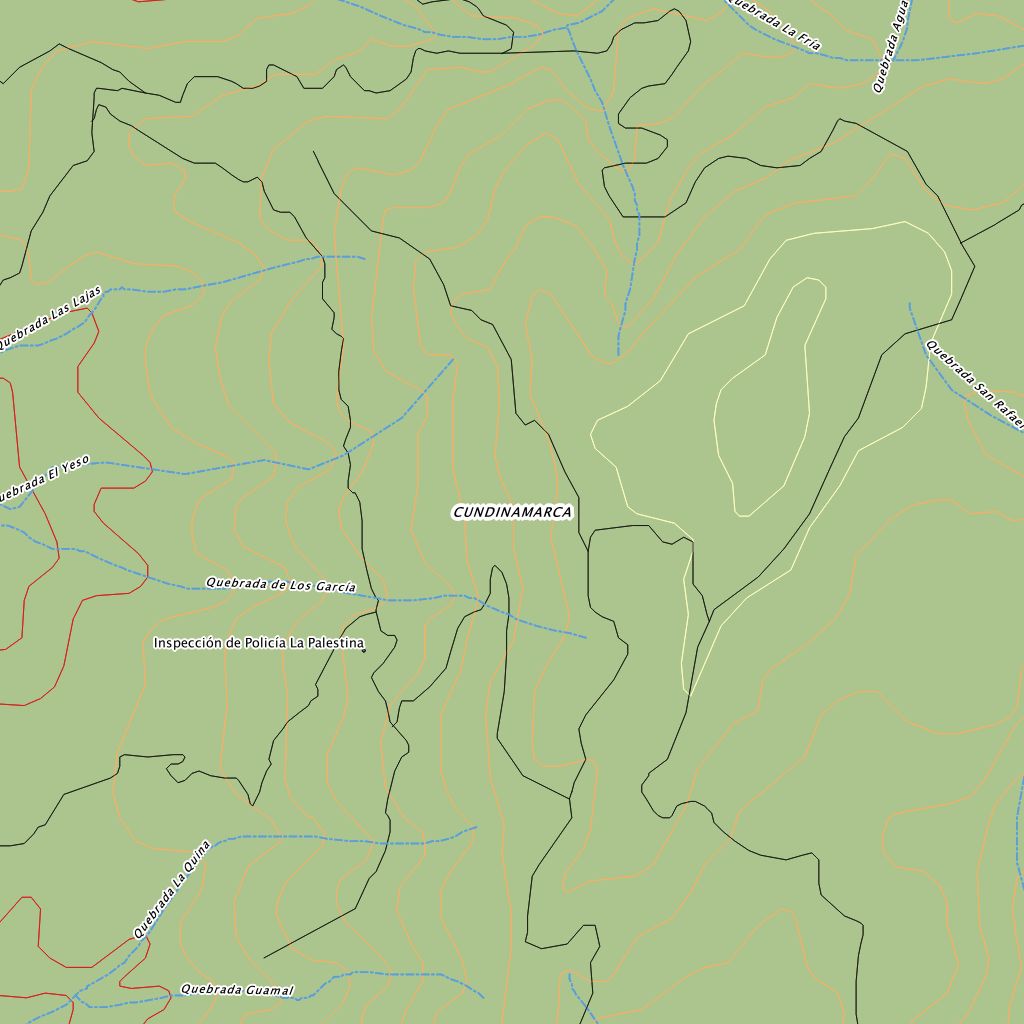 Quebrada La Fría
Quebrada Agua
Quebrada Las Lajas
Quebrada San Rafael
uebrada El Yeso
CUNDINAMARCA
Quebrada de Los García
Inspección de Policía La Palestina
Quebrada La Quina
Quebrada Guamal